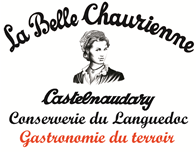 La Belle Chaurienne
Castelnaudary
Conserverie du Languedoc
Gastronomie du terroir